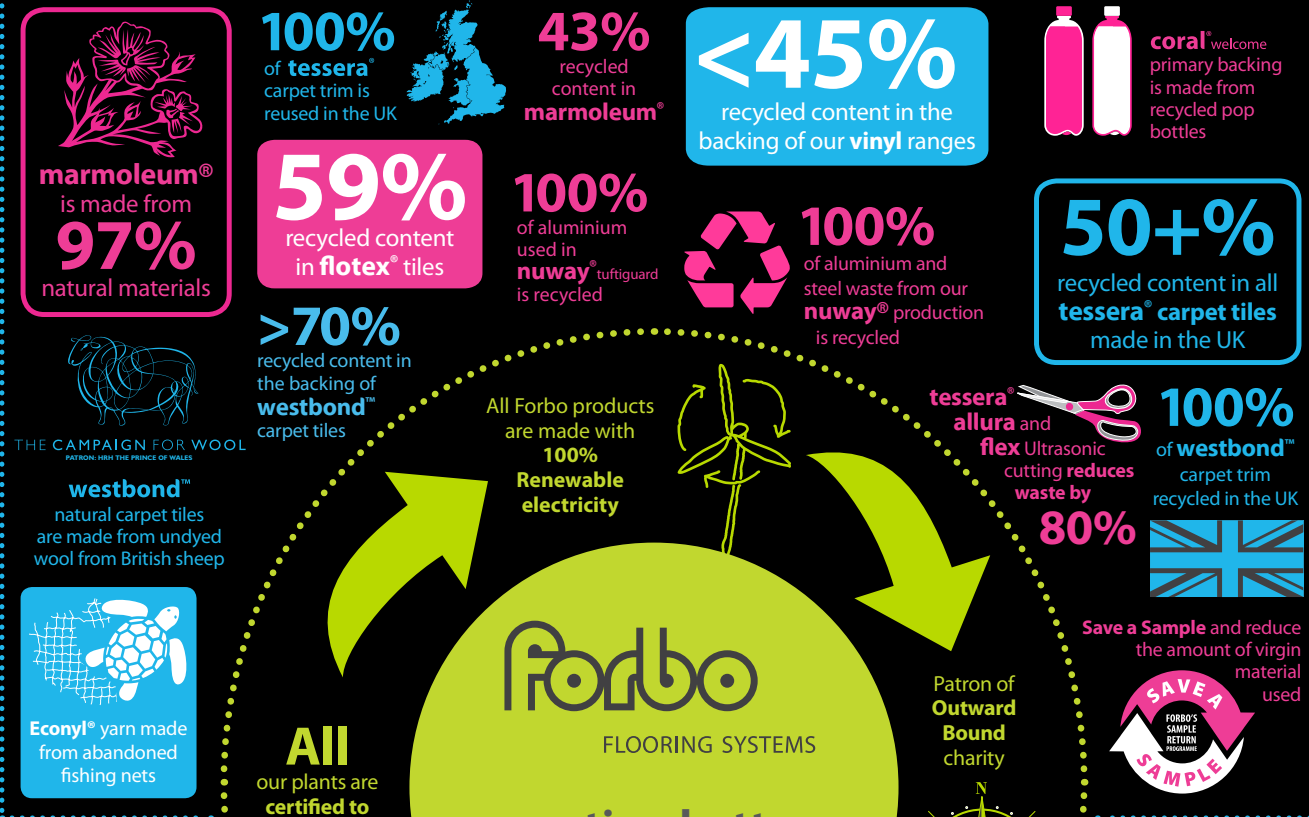 marmoleum®
is made from
97%
natural materials
100%
of tessera®
carpet trim is
reused in the UK
43%
recycled
content in
marmoleum®
<45%
recycled content in the
backing of our vinyl ranges
coral® welcome
primary backing
is made from
recycled pop
bottles
59%
recycled content
in flotex® tiles
100%
of aluminium
used in
nuway® tuftiguard
is recycled
100%
of aluminium and
steel waste from our
nuway® production
is recycled
50+%
recycled content in all
tessera® carpet tiles
made in the UK
>70%
recycled content in
the backing of
westbond™
carpet tiles
THE CAMPAIGN FOR WOOL
PATRON: HRH THE PRINCE OF WALES
westbond™
natural carpet tiles
are made from undyed
wool from British sheep
All Forbo products
are made with
100%
Renewable
electricity
tessera®
allura and
flex Ultrasonic
cutting reduces
waste by
80%
100%
of westbond™
carpet trim
recycled in the UK
Econyl® yarn made
from abandoned
fishing nets
All
our plants are
certified to
forbo
FLOORING SYSTEMS
Patron of
Outward
Bound
charity
N
Save a Sample and reduce
the amount of virgin
material
used
SAVE A
FORBO'S
SAMPLE
RETURN
PROGRAMME
SAMPLE